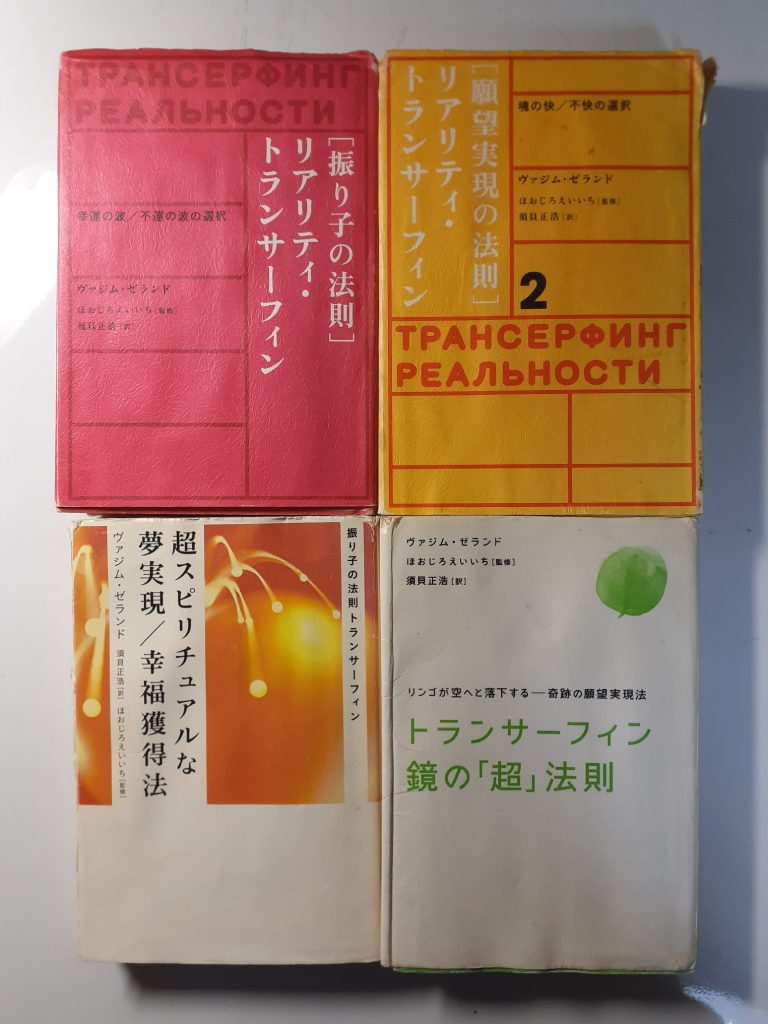 ТРАНСЕРФИНГ
РЕАЛЬНОСТИ
[振り子の法則]
リアリティ・
トランサーフィン
幸運の波／不運の波の選択
ヴァジム・ゼランド
ほおじろえいいち[監修]
須貝正浩[訳]
[願望実現の法則]
リアリティ・
トランサーフィン
魂の快／不快の選択
ヴァジム・ゼランド
ほおじろえいいち[監修]
須貝正浩[訳]
2
ТРАНСЕРФИНГ
РЕАЛЬНОСТИ
振り子の法則トランサーフィン
超スピリチュアルな
夢実現／幸福獲得法
ヴァジム・ゼランド 須貝正浩[訳] ほおじろえいいち[監修]
ヴァジム・ゼランド
ほおじろえいいち[監修]
須貝正浩[訳]
リンゴが空へと落下する―奇跡の願望実現法
トランサーフィン
鏡の「超」法則